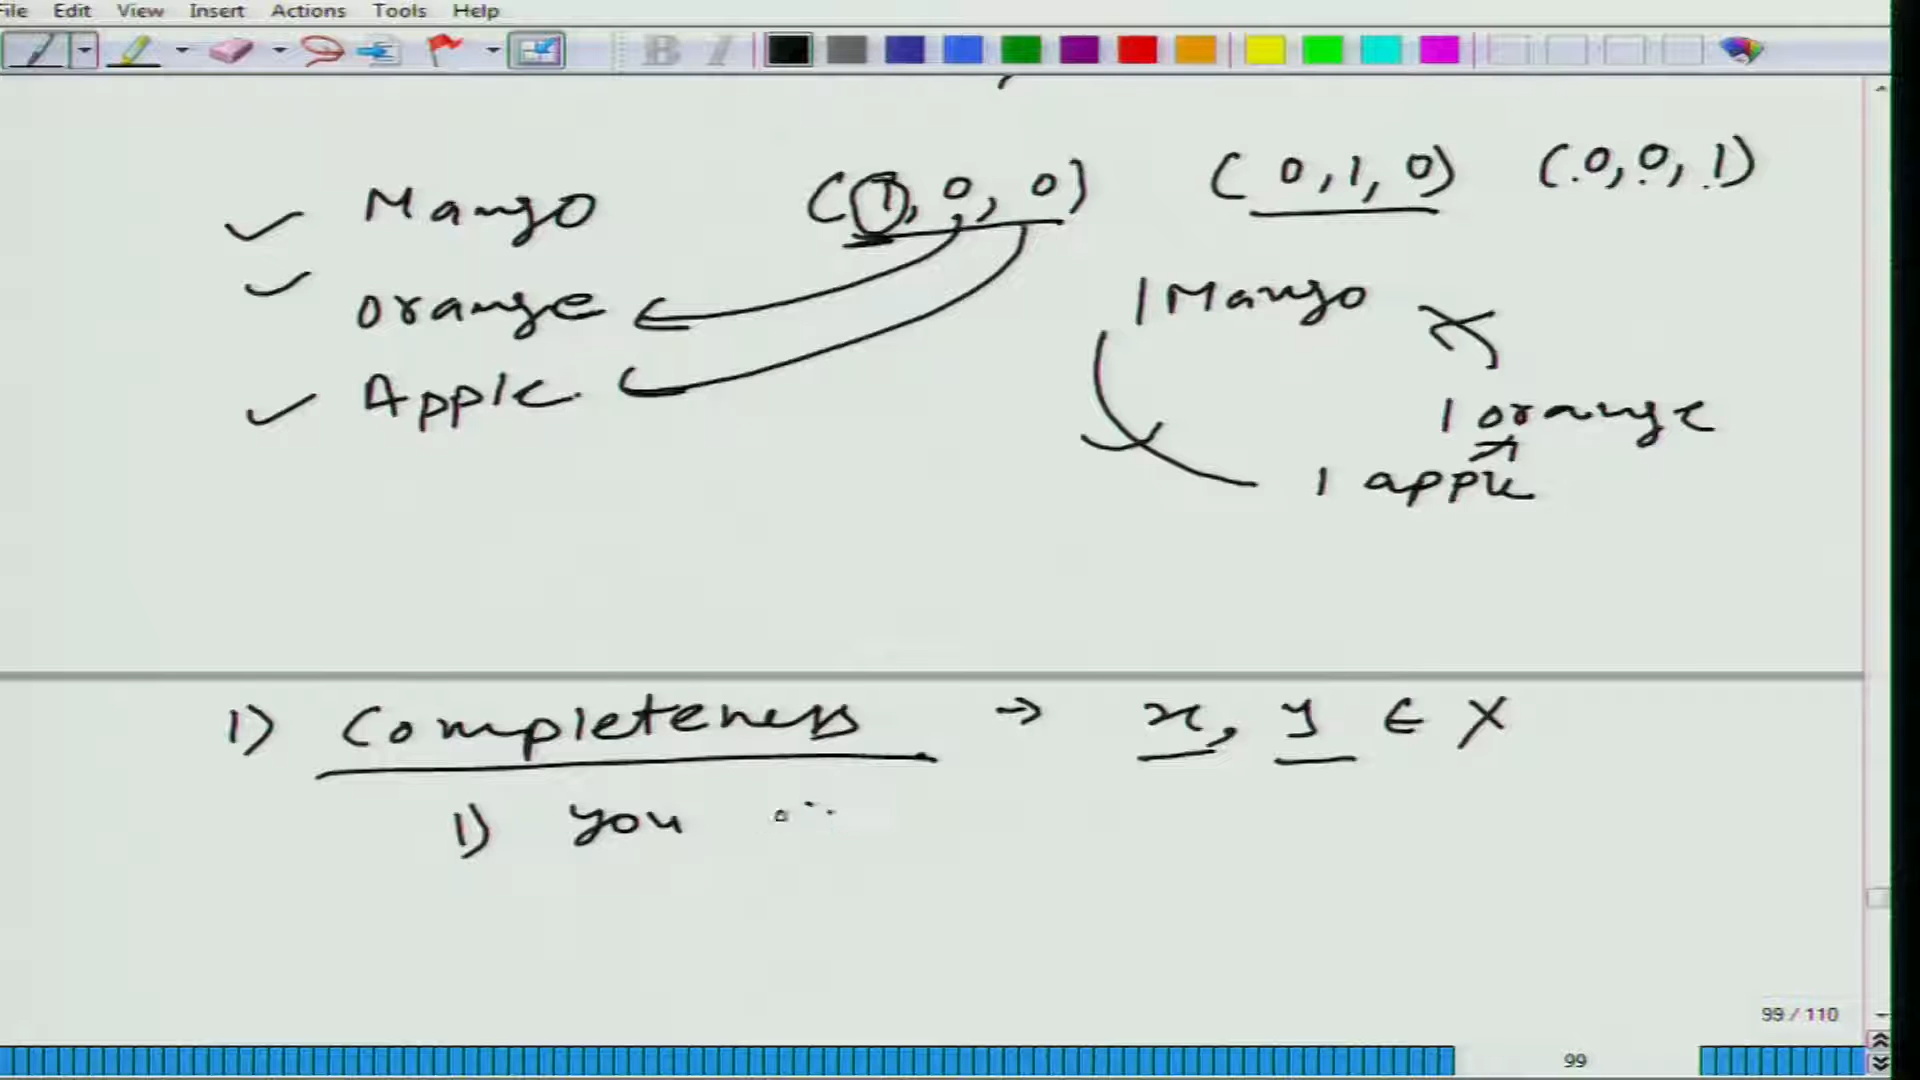 File Edit View Insert Actions Tools Help
B I
Mango (1, 0, 0) (0, 1, 0) (0, 0, 1)
orange
Apple
1 Mango
1 orange
1 apple
1) Completeness → x, y ∈ X
1) you
99 / 110
99